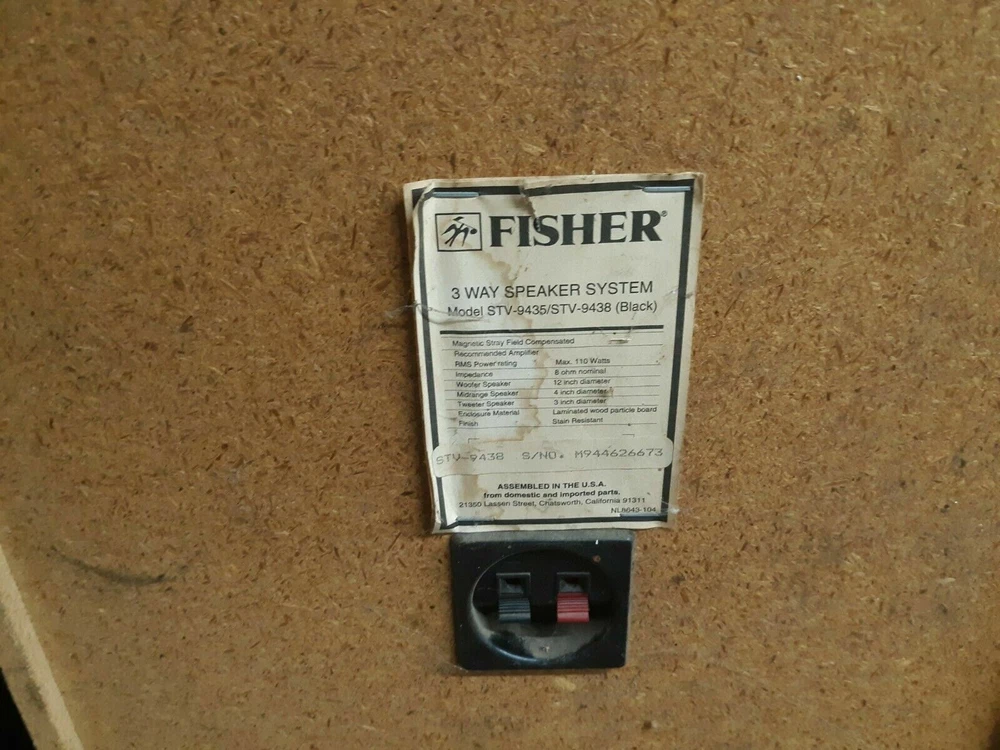 FISHER®
3 WAY SPEAKER SYSTEM
Model STV-9435/STV-9438 (Black)
Magnetic Stray Field Compensated
Recommended Amplifier
RMS Power rating Max. 110 Watts
Impedance 8 ohm nominal
Woofer Speaker 12 inch diameter
Midrange Speaker 4 inch diameter
Tweeter Speaker 3 inch diameter
Enclosure Material Laminated wood particle board
Finish Stain Resistant
STV-9438 S/NO. M944626673
ASSEMBLED IN THE U.S.A.
from domestic and imported parts,
21350 Lassen Street, Chatsworth, California 91311
NL8043-104